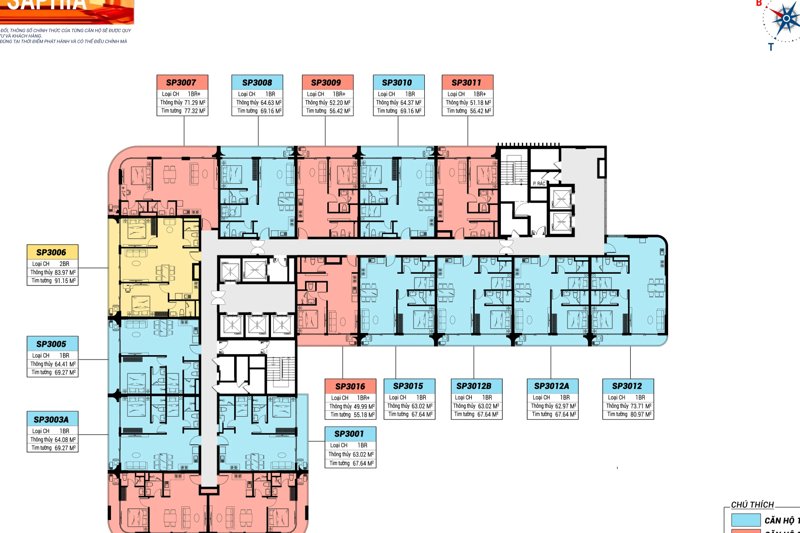 SAPHIA
ĐỔI, THÔNG SỐ CHÍNH THỨC CỦA TỪNG CĂN HỘ SẼ ĐƯỢC QUY
TƯ VÀ KHÁCH HÀNG
ĐÚNG TẠI THỜI ĐIỂM PHÁT HÀNH VÀ CÓ THỂ ĐIỀU CHỈNH MÀ
B
T
SP3007
Loại CH 1BR+
Thông thủy 71.29 M²
Tim tường 77.32 M²
SP3008
Loại CH 1BR
Thông thủy 64.63 M²
Tim tường 69.16 M²
SP3009
Loại CH 1BR+
Thông thủy 52.20 M²
Tim tường 56.42 M²
SP3010
Loại CH 1BR
Thông thủy 64.37 M²
Tim tường 69.16 M²
SP3011
Loại CH 1BR+
Thông thủy 51.18 M²
Tim tường 56.42 M²
P. RÁC
SP3006
Loại CH 2BR
Thông thủy 83.97 M²
Tim tường 91.15 M²
SP3005
Loại CH 1BR
Thông thủy 64.41 M²
Tim tường 69.27 M²
SP3016
Loại CH 1BR+
Thông thủy 49.99 M²
Tim tường 55.18 M²
SP3015
Loại CH 1BR
Thông thủy 63.02 M²
Tim tường 67.64 M²
SP3012B
Loại CH 1BR
Thông thủy 63.02 M²
Tim tường 67.64 M²
SP3012A
Loại CH 1BR
Thông thủy 62.97 M²
Tim tường 67.64 M²
SP3012
Loại CH 1BR
Thông thủy 73.71 M²
Tim tường 80.97 M²
SP3003A
Loại CH 1BR
Thông thủy 64.08 M²
Tim tường 69.27 M²
SP3001
Loại CH 1BR
Thông thủy 63.02 M²
Tim tường 67.64 M²
CHÚ THÍCH
CĂN HỘ 1